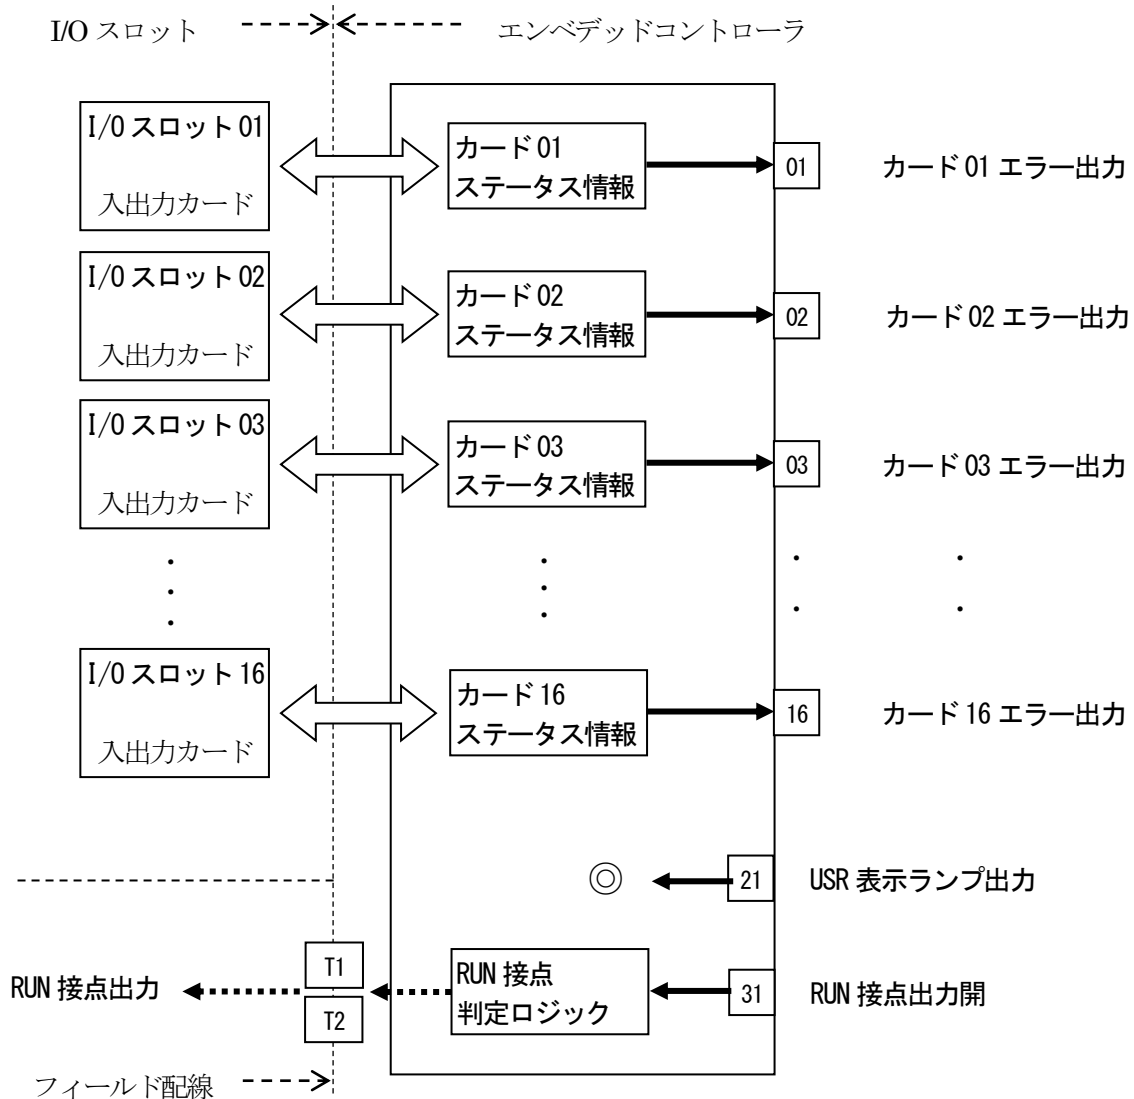 I/O スロット
エンベデッドコントローラ
I/O スロット 01
入出力カード
カード 01
ステータス情報
01
カード 01 エラー出力
I/O スロット 02
入出力カード
カード 02
ステータス情報
02
カード 02 エラー出力
I/O スロット 03
入出力カード
カード 03
ステータス情報
03
カード 03 エラー出力
I/O スロット 16
入出力カード
カード 16
ステータス情報
16
カード 16 エラー出力
◎
21
USR 表示ランプ出力
RUN 接点出力
T1
T2
RUN 接点
判定ロジック
31
RUN 接点出力開
フィールド配線